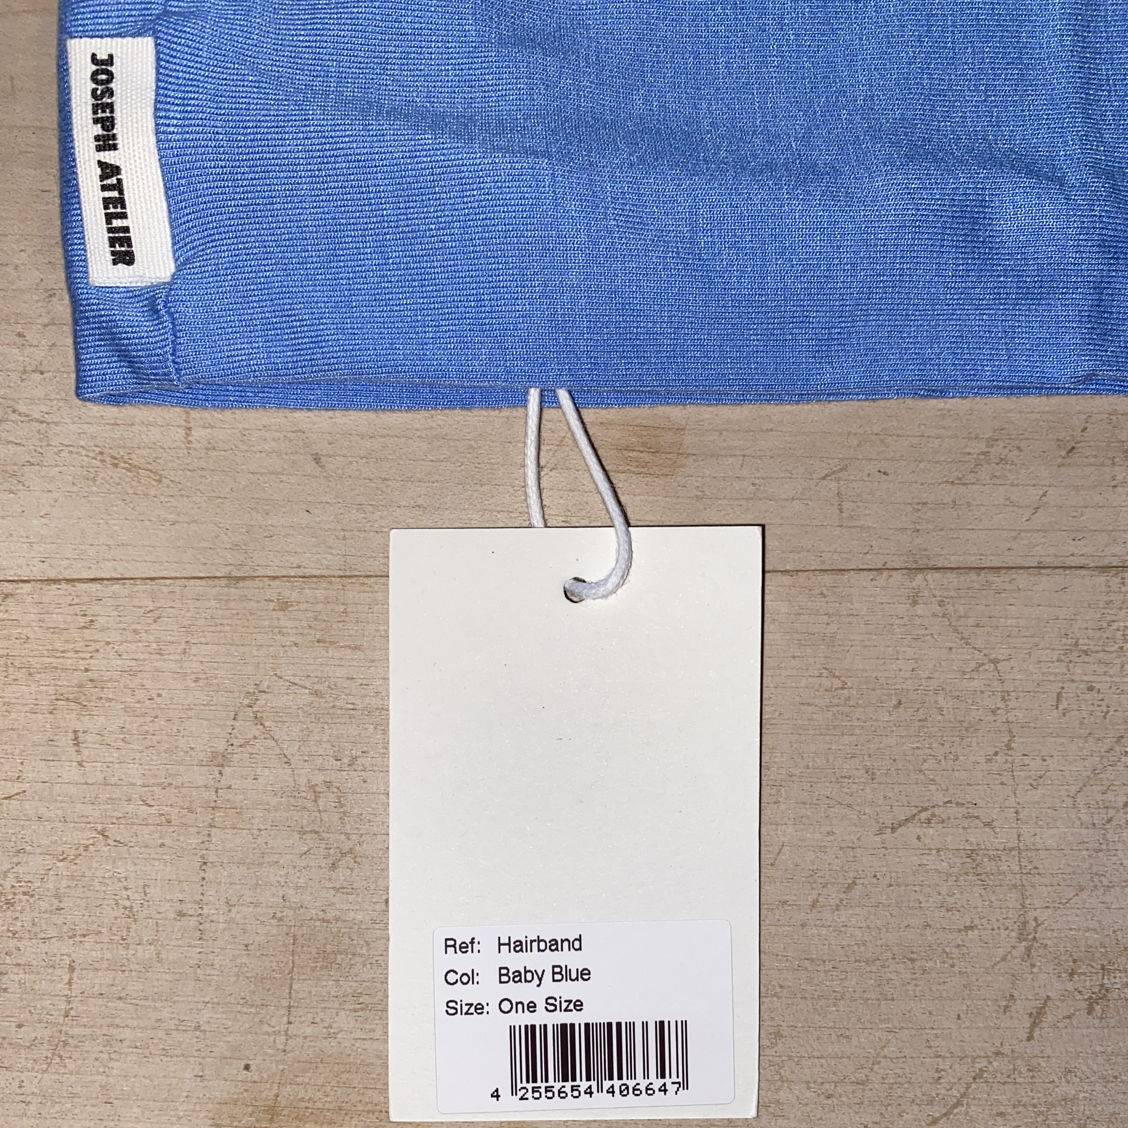 JOSEPH ATELIER
Ref: Hairband
Col: Baby Blue
Size: One Size
4 255654 406647